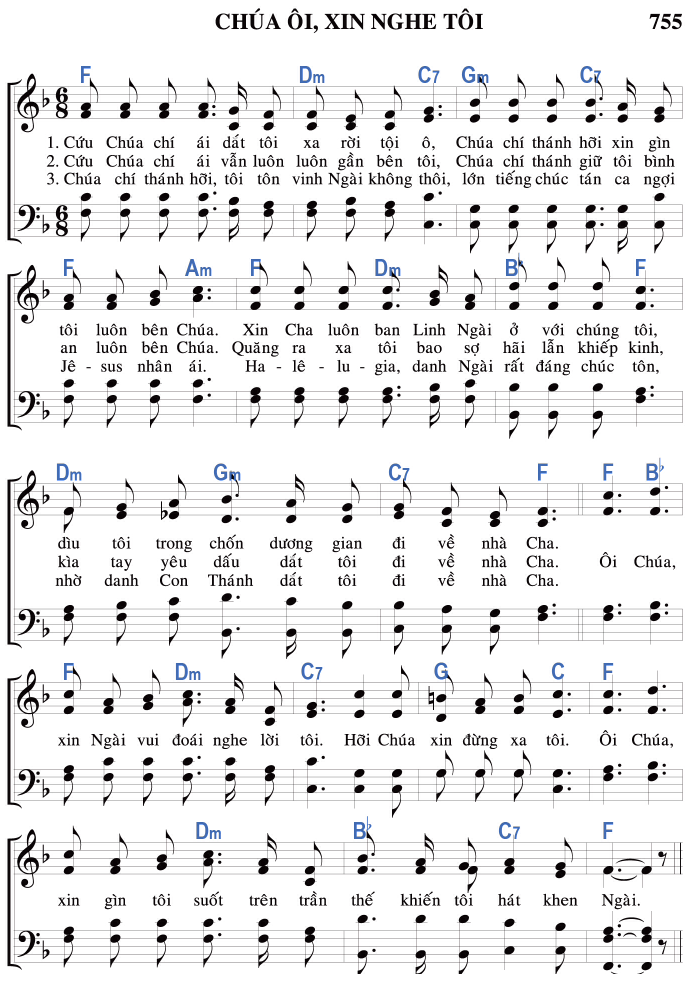 CHÚA ÔI, XIN NGHE TÔI 755
F Dm C7 Gm C7
1. Cứu Chúa chí ái dát tôi xa rời tội ô, Chúa chí thánh hỡi xin gìn
2. Cứu Chúa chí ái vẫn luôn luôn gần bên tôi, Chúa chí thánh giữ tôi bình
3. Chúa chí thánh hỡi, tôi tôn vinh Ngài không thôi, lớn tiếng chúc tán ca ngợi
F Am F Dm B♭ F
tôi luôn bên Chúa. Xin Cha luôn ban Linh Ngài ở với chúng tôi,
an luôn bên Chúa. Quăng ra xa tôi bao sợ hãi lẫn khiếp kinh,
Jê - sus nhân ái. Ha - lê - lu - gia, danh Ngài rất đáng chúc tôn,
Dm Gm C7 F F B♭
dìu tôi trong chốn dương gian đi về nhà Cha.
kìa tay yêu dấu dát tôi đi về nhà Cha. Ôi Chúa,
nhờ danh Con Thánh dát tôi đi về nhà Cha.
F Dm C7 G C F
xin Ngài vui đoái nghe lời tôi. Hỡi Chúa xin đừng xa tôi. Ôi Chúa,
Dm B♭ C7 F
xin gìn tôi suốt trên trần thế khiến tôi hát khen Ngài.